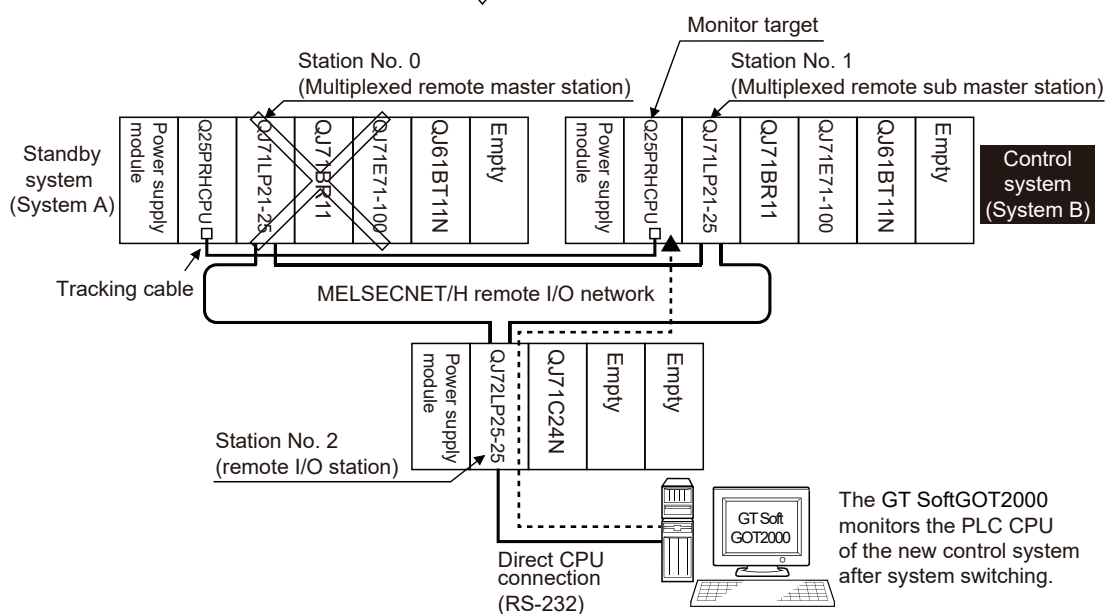 Monitor target
Station No. 0
(Multiplexed remote master station)
Station No. 1
(Multiplexed remote sub master station)
Standby
system
(System A)
Power supply
module
Q25PRHCPU
QJ71LP21-25
QJ71BR11
QJ71E71-100
QJ61BT11N
Empty
Power supply
module
Q25PRHCPU
QJ71LP21-25
QJ71BR11
QJ71E71-100
QJ61BT11N
Empty
Control
system
(System B)
Tracking cable
MELSECNET/H remote I/O network
Power supply
module
QJ72LP25-25
QJ71C24N
Empty
Empty
Station No. 2
(remote I/O station)
Direct CPU
connection
(RS-232)
GT Soft
GOT2000
The GT SoftGOT2000
monitors the PLC CPU
of the new control system
after system switching.